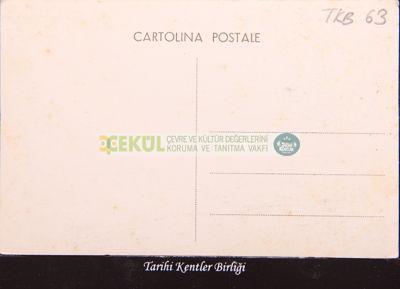 TKB 63
CARTOLINA POSTALE
ÇEKÜL
ÇEVRE VE KÜLTÜR DEĞERLERİNİ
KORUMA VE TANITMA VAKFI
Tarihi Kentler Birliği